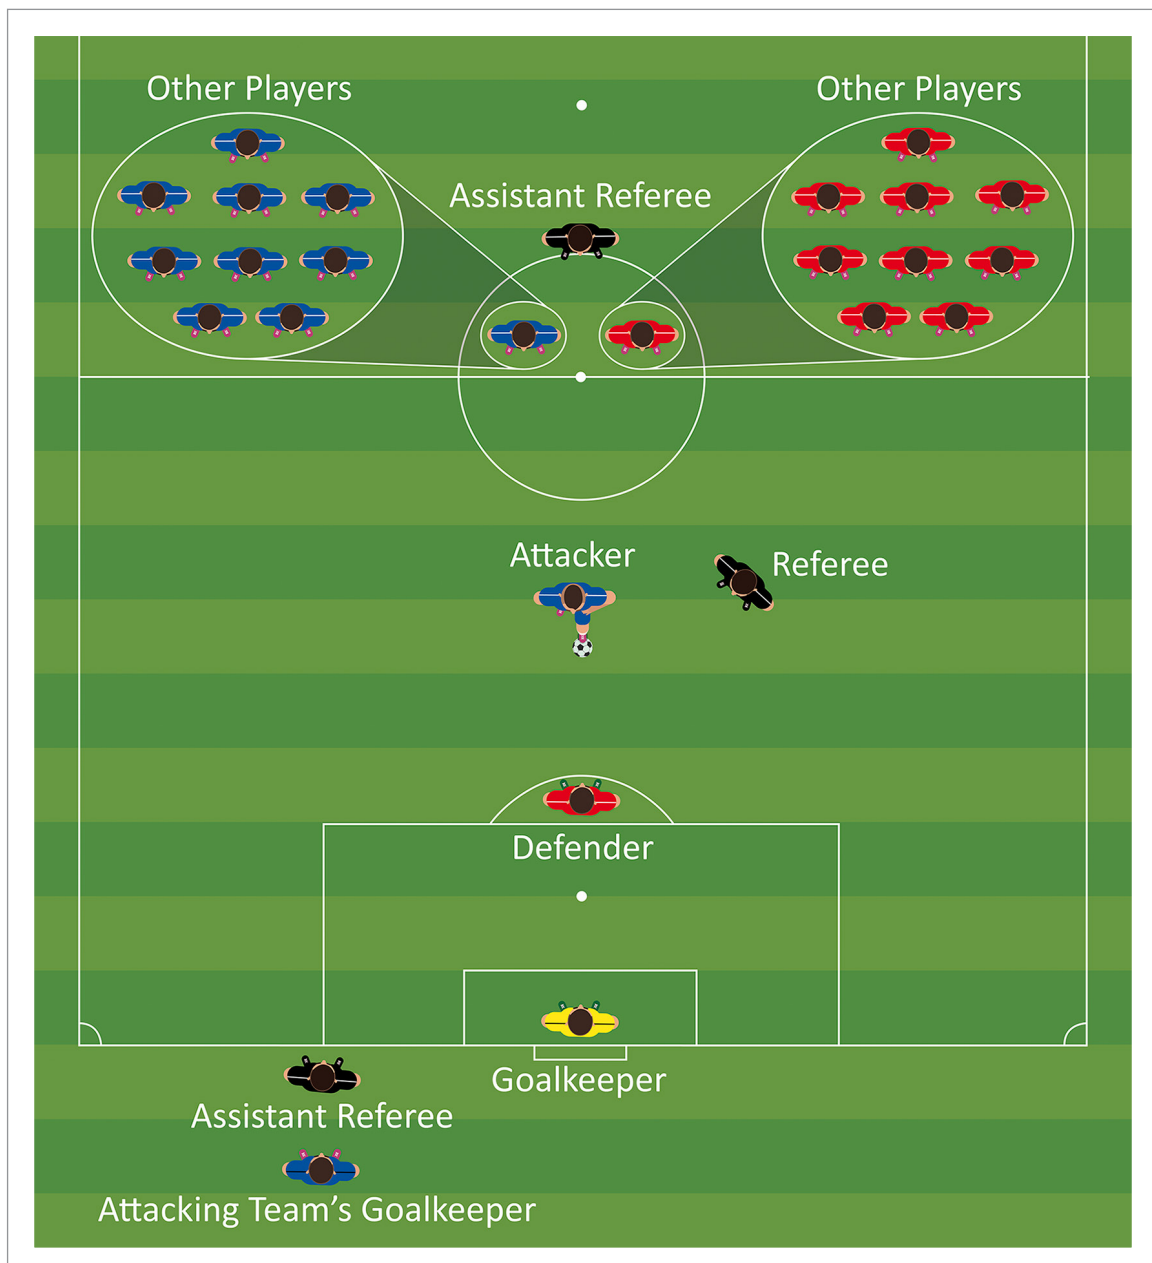 Other Players
Other Players
Assistant Referee
Attacker
Referee
Defender
Goalkeeper
Assistant Referee
Attacking Team’s Goalkeeper